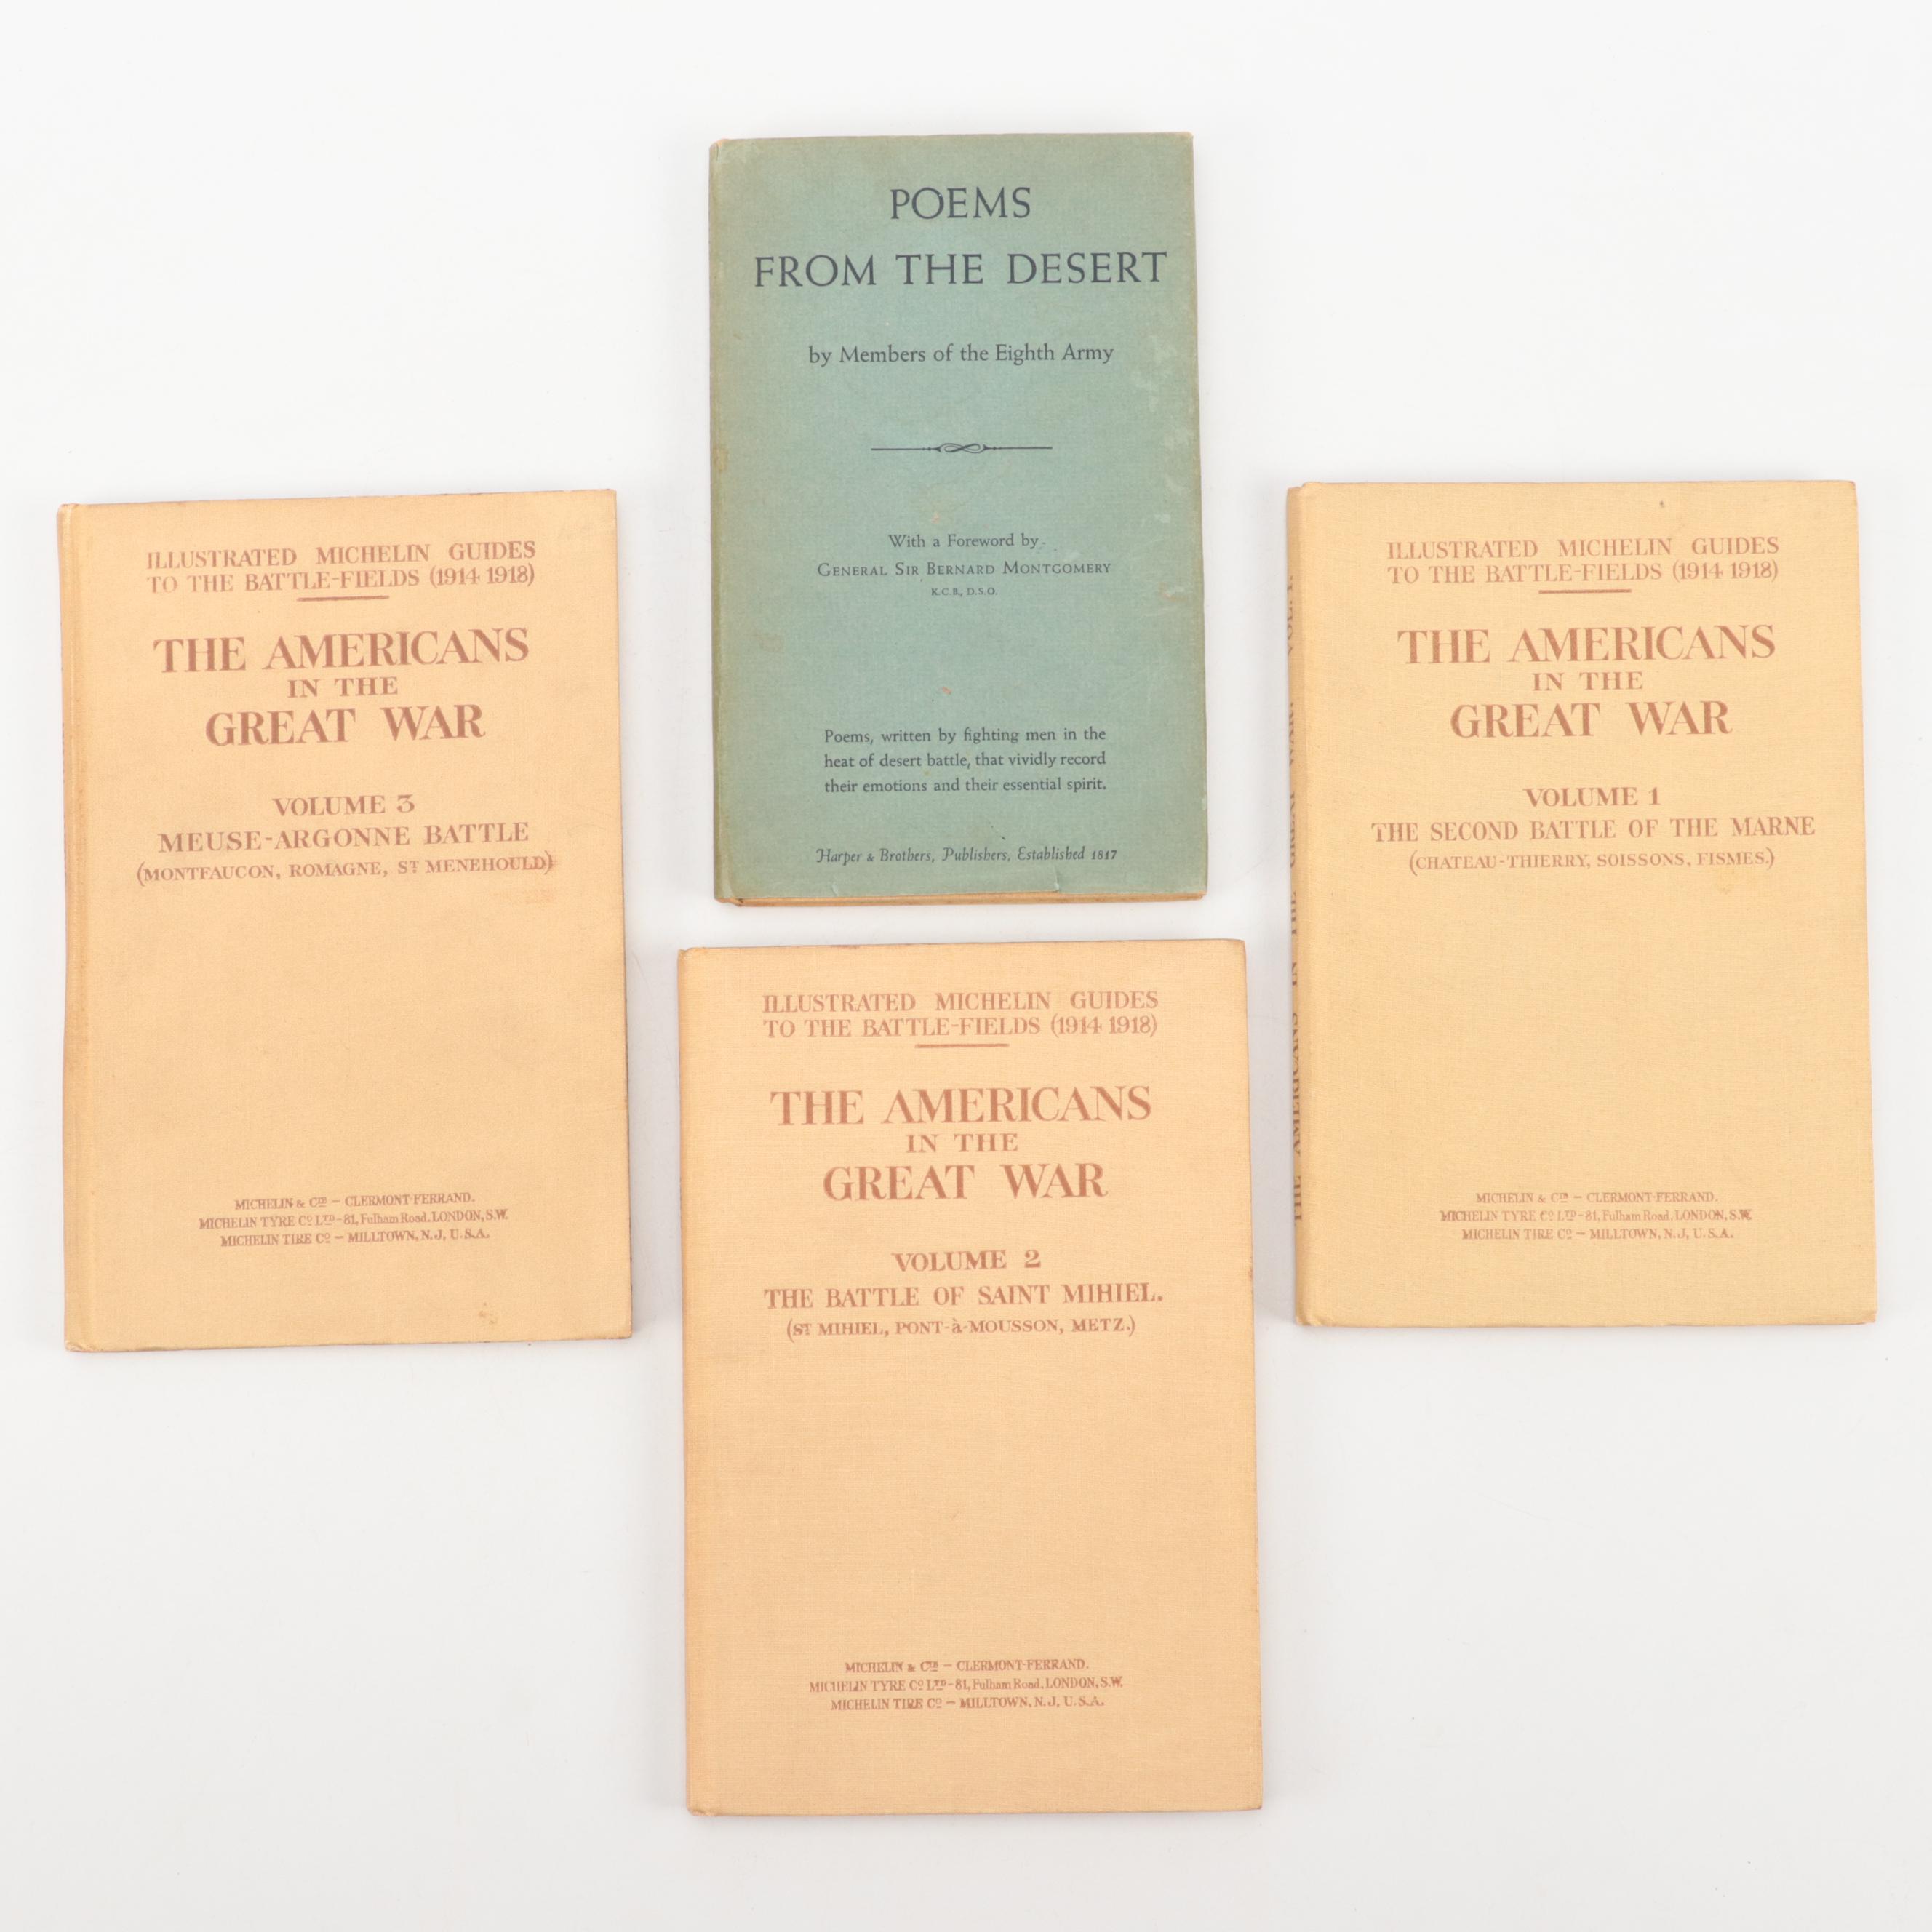 POEMS
FROM THE DESERT
by Members of the Eighth Army
With a Foreword by
GENERAL SIR BERNARD MONTGOMERY
K.C.B., D.S.O.
Poems, written by fighting men in the
heat of desert battle, that vividly record
their emotions and their essential spirit.
Harper & Brothers, Publishers, Established 1817
ILLUSTRATED MICHELIN GUIDES
TO THE BATTLE-FIELDS (1914 1918)
THE AMERICANS
IN THE
GREAT WAR
VOLUME 3
MEUSE-ARGONNE BATTLE
(MONTFAUCON, ROMAGNE, ST MENEHOULD)
MICHELIN & CIE – CLERMONT-FERRAND.
MICHELIN TYRE CO LTD – 81, Fulham Road, LONDON, S.W.
MICHELIN TIRE CO – MILLTOWN, N.J, U.S.A.
ILLUSTRATED MICHELIN GUIDES
TO THE BATTLE-FIELDS (1914 1918)
THE AMERICANS
IN THE
GREAT WAR
VOLUME 2
THE BATTLE OF SAINT MIHIEL.
(ST MIHIEL, PONT-à-MOUSSON, METZ.)
MICHELIN & CIE – CLERMONT-FERRAND.
MICHELIN TYRE CO LTD – 81, Fulham Road, LONDON, S.W.
MICHELIN TIRE CO – MILLTOWN, N.J, U.S.A.
THE AMERICANS IN THE GREAT WAR. VOL. 1.
ILLUSTRATED MICHELIN GUIDES
TO THE BATTLE-FIELDS (1914 1918)
THE AMERICANS
IN THE
GREAT WAR
VOLUME 1
THE SECOND BATTLE OF THE MARNE
(CHATEAU-THIERRY, SOISSONS, FISMES.)
MICHELIN & CIE – CLERMONT-FERRAND.
MICHELIN TYRE CO LTD – 81, Fulham Road, LONDON, S.W.
MICHELIN TIRE CO – MILLTOWN, N.J, U.S.A.